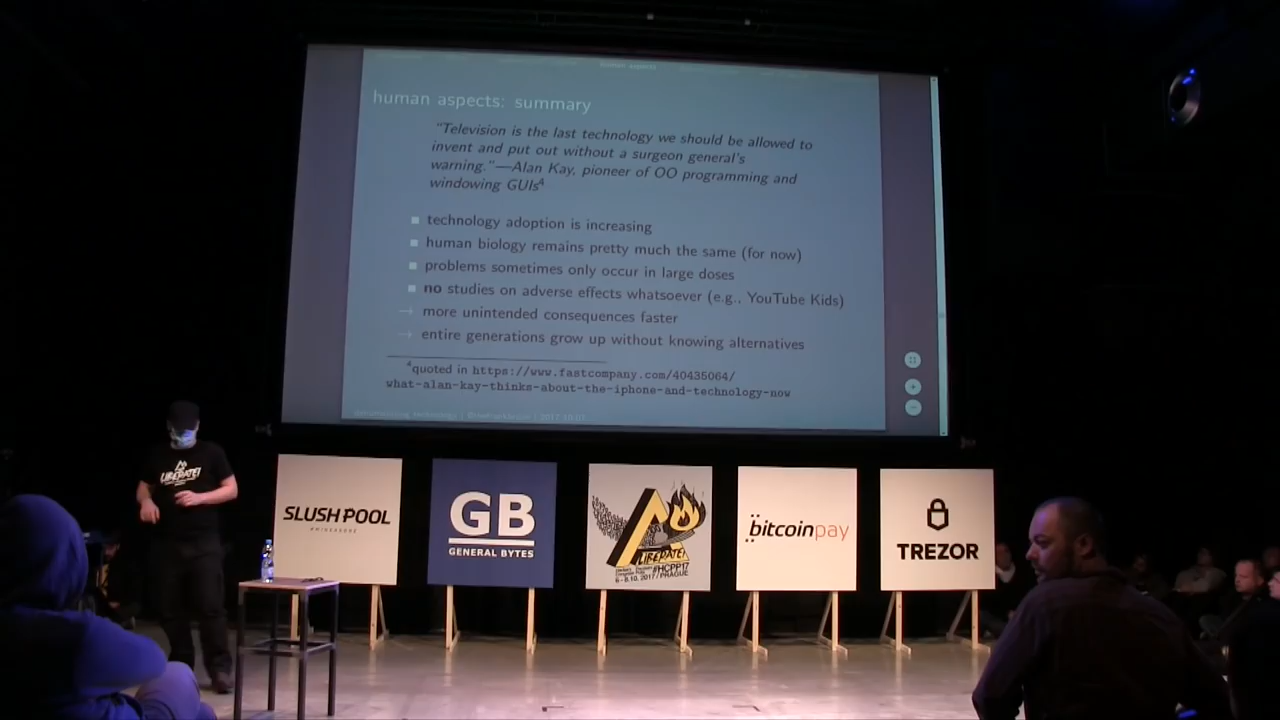 human aspects: summary
"Television is the last technology we should be allowed to
invent and put out without a surgeon general's
warning."—Alan Kay, pioneer of OO programming and
windowing GUIs⁴
technology adoption is increasing
human biology remains pretty much the same (for now)
problems sometimes only occur in large doses
no studies on adverse effects whatsoever (e.g., YouTube Kids)
→ more unintended consequences faster
→ entire generations grow up without knowing alternatives
⁴quoted in https://www.fastcompany.com/40435064/
what-alan-kay-thinks-about-the-iphone-and-technology-now
LIBERATE!
SLUSH POOL
GB
GENERAL BYTES
LIBERATE!
#HCPP17
6-8.10.2017/PRAGUE
bitcoinpay
TREZOR